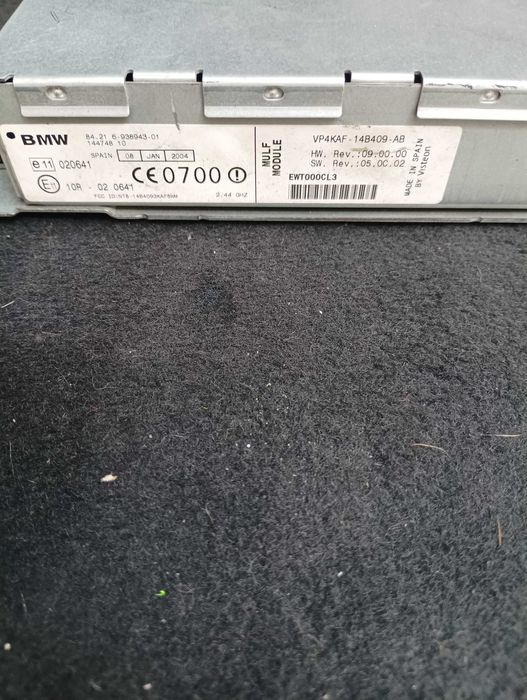 BMW
84.21 6-938943-01
144748 10
SPAIN 08 JAN 2004
e11 020641
CE0700
E11 10R - 02 0641
2.44 GHZ
MULF
MODULE
VP4KAF-14B409-AB
HW. Rev.:09.00.00
SW. Rev.:05.0C.02
EWT000CL3
MADE IN SPAIN
BY Visteon